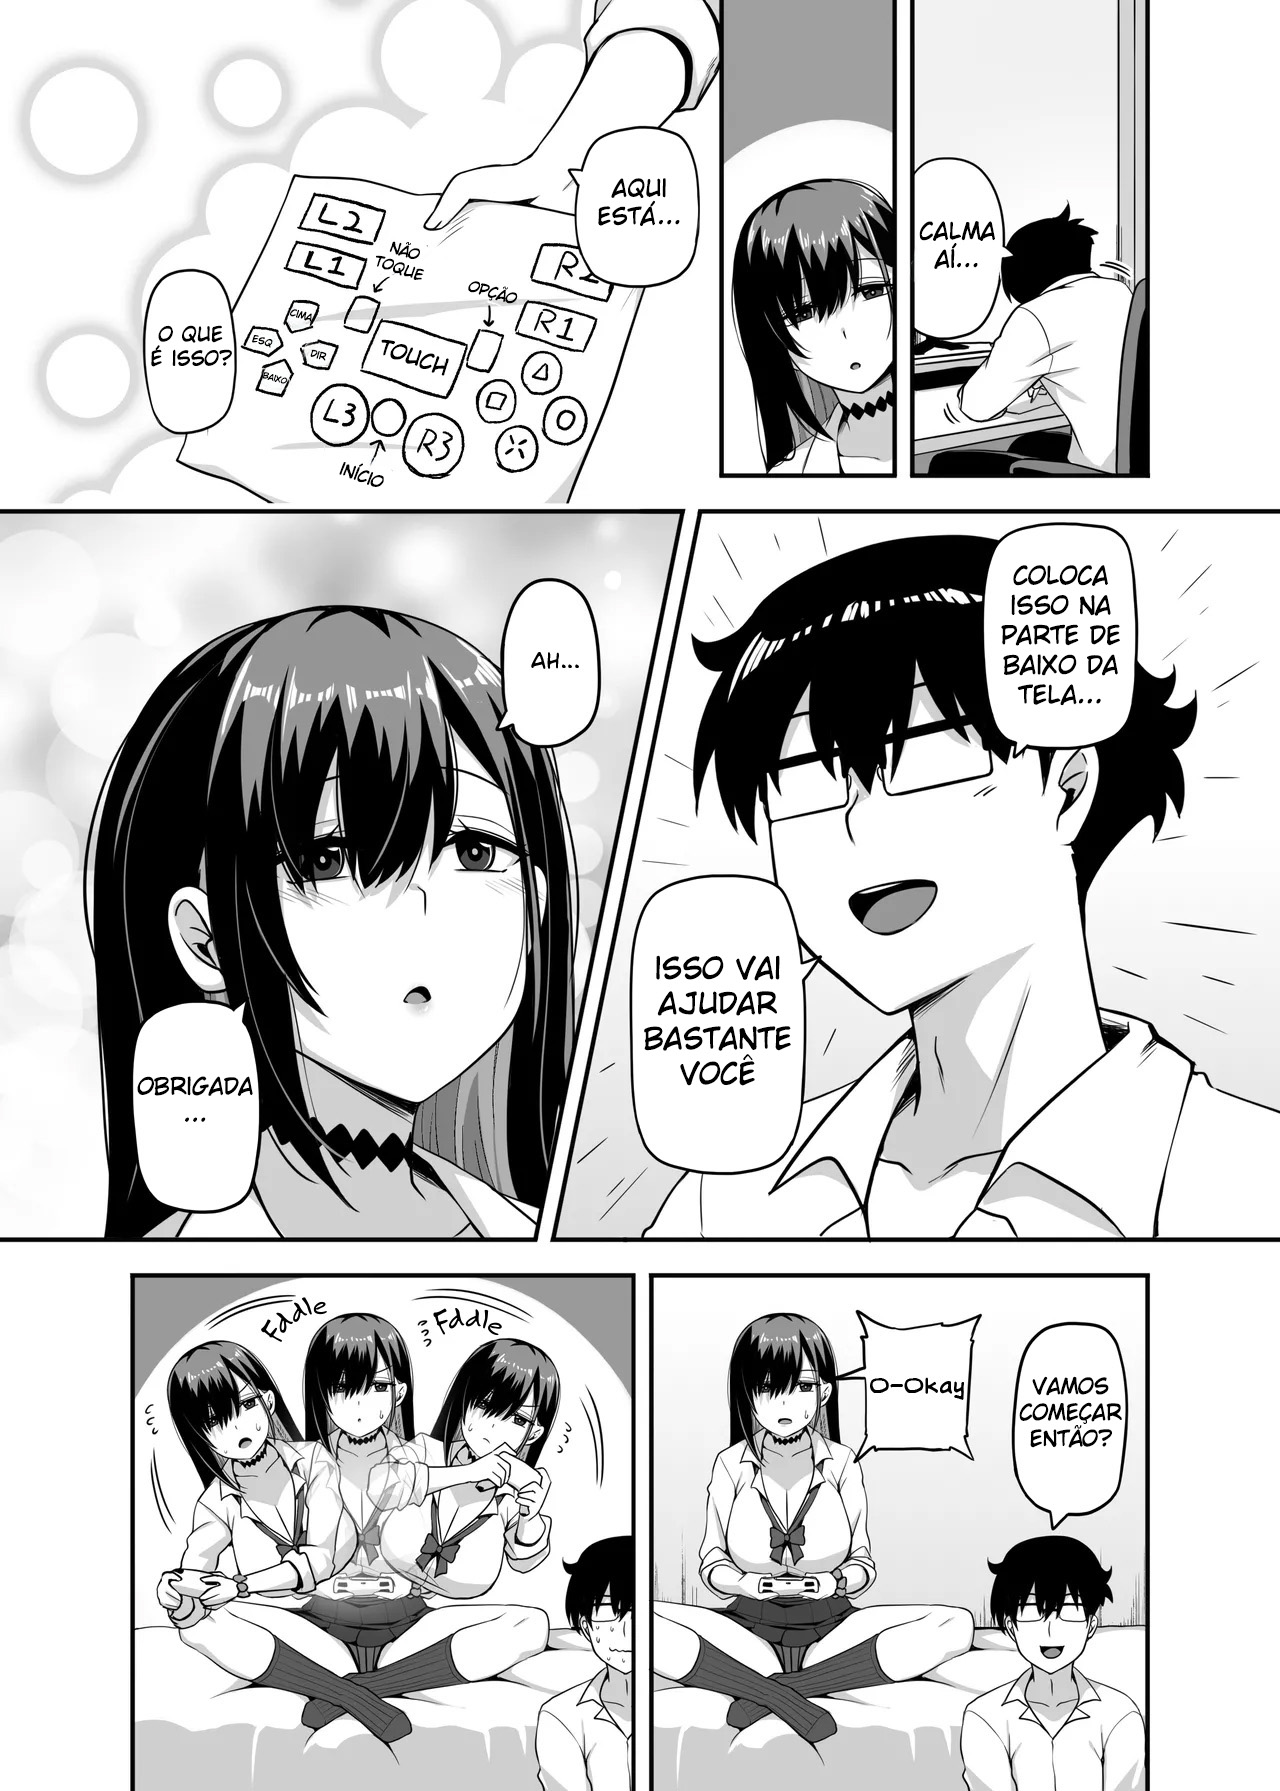 CALMA
AÍ...
AQUI
ESTÁ...
L2
L1
NÃO
TOQUE
OPÇÃO
R1
CIMA
ESQ
DIR
BAIXO
TOUCH
L3
R3
INÍCIO
O QUE
É ISSO?
COLOCA
ISSO NA
PARTE DE
BAIXO DA
TELA...
ISSO VAI
AJUDAR
BASTANTE
VOCÊ
AH...
OBRIGADA
...
VAMOS
COMEÇAR
ENTÃO?
O-Okay
Fddle
Fddle